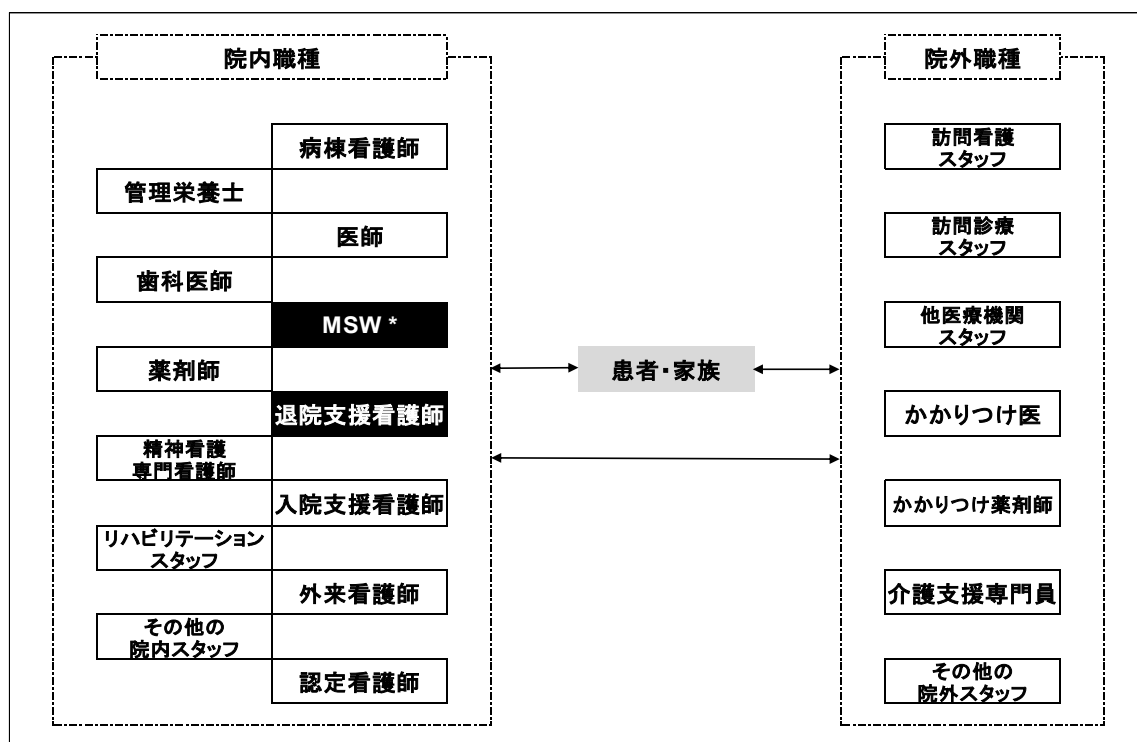 院内職種
院外職種
病棟看護師
管理栄養士
医師
歯科医師
MSW *
薬剤師
退院支援看護師
精神看護
専門看護師
入院支援看護師
リハビリテーション
スタッフ
外来看護師
その他の
院内スタッフ
認定看護師
患者・家族
訪問看護
スタッフ
訪問診療
スタッフ
他医療機関
スタッフ
かかりつけ医
かかりつけ薬剤師
介護支援専門員
その他の
院外スタッフ